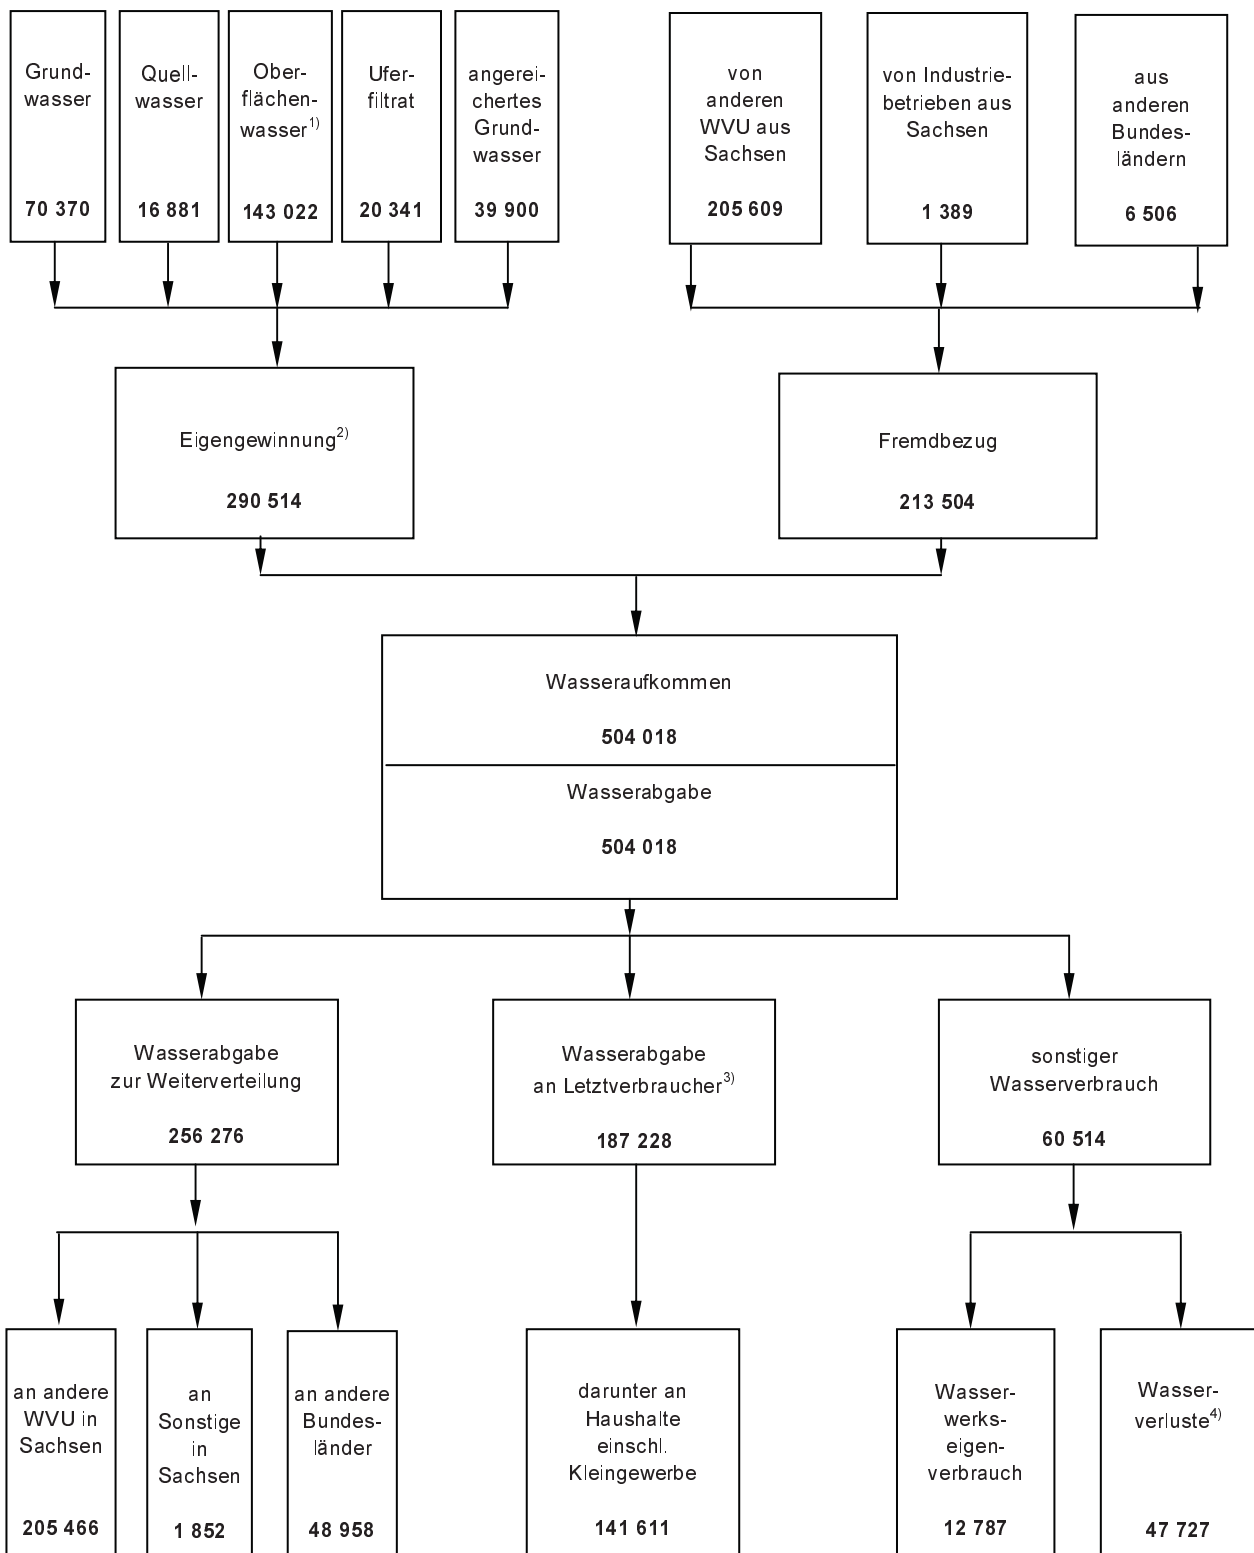 Grund-
wasser
70 370
Quell-
wasser
16 881
Ober-
flächen-
wasser1)
143 022
Ufer-
filtrat
20 341
angerei-
chertes
Grund-
wasser
39 900
von
anderen
WVU aus
Sachsen
205 609
von Industrie-
betrieben aus
Sachsen
1 389
aus
anderen
Bundes-
ländern
6 506
Eigengewinnung2)
290 514
Fremdbezug
213 504
Wasseraufkommen
504 018
Wasserabgabe
504 018
Wasserabgabe
zur Weiterverteilung
256 276
Wasserabgabe
an Letztverbraucher3)
187 228
sonstiger
Wasserverbrauch
60 514
an andere
WVU in
Sachsen
205 466
an
Sonstige
in
Sachsen
1 852
an andere
Bundes-
länder
48 958
darunter an
Haushalte
einschl.
Kleingewerbe
141 611
Wasser-
werks-
eigen-
verbrauch
12 787
Wasser-
verluste4)
47 727